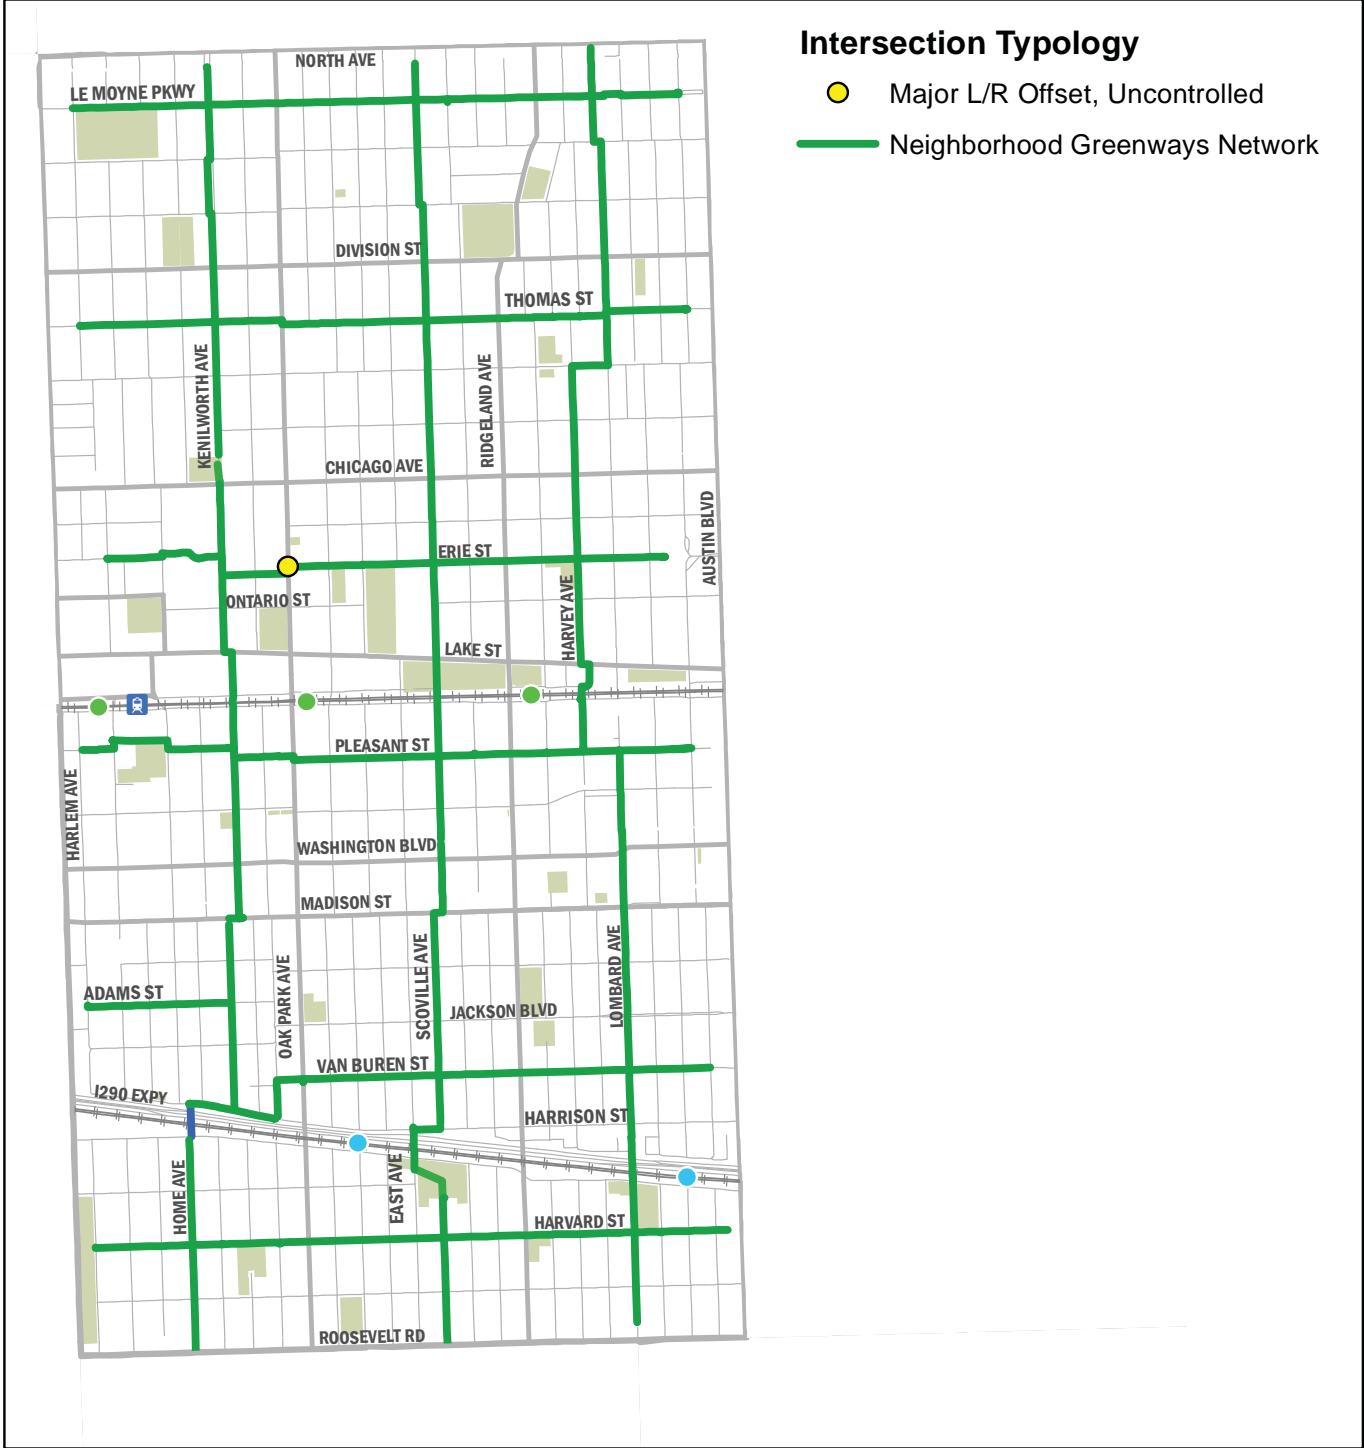 Intersection Typology
Major L/R Offset, Uncontrolled
Neighborhood Greenways Network
NORTH AVE
LE MOYNE PKWY
DIVISION ST
THOMAS ST
KENILWORTH AVE
RIDGELAND AVE
CHICAGO AVE
AUSTIN BLVD
ERIE ST
HARVEY AVE
ONTARIO ST
LAKE ST
PLEASANT ST
HARLEM AVE
WASHINGTON BLVD
MADISON ST
OAK PARK AVE
SCOVILLE AVE
LOMBARD AVE
ADAMS ST
JACKSON BLVD
VAN BUREN ST
I290 EXPY
HARRISON ST
HOME AVE
EAST AVE
HARVARD ST
ROOSEVELT RD